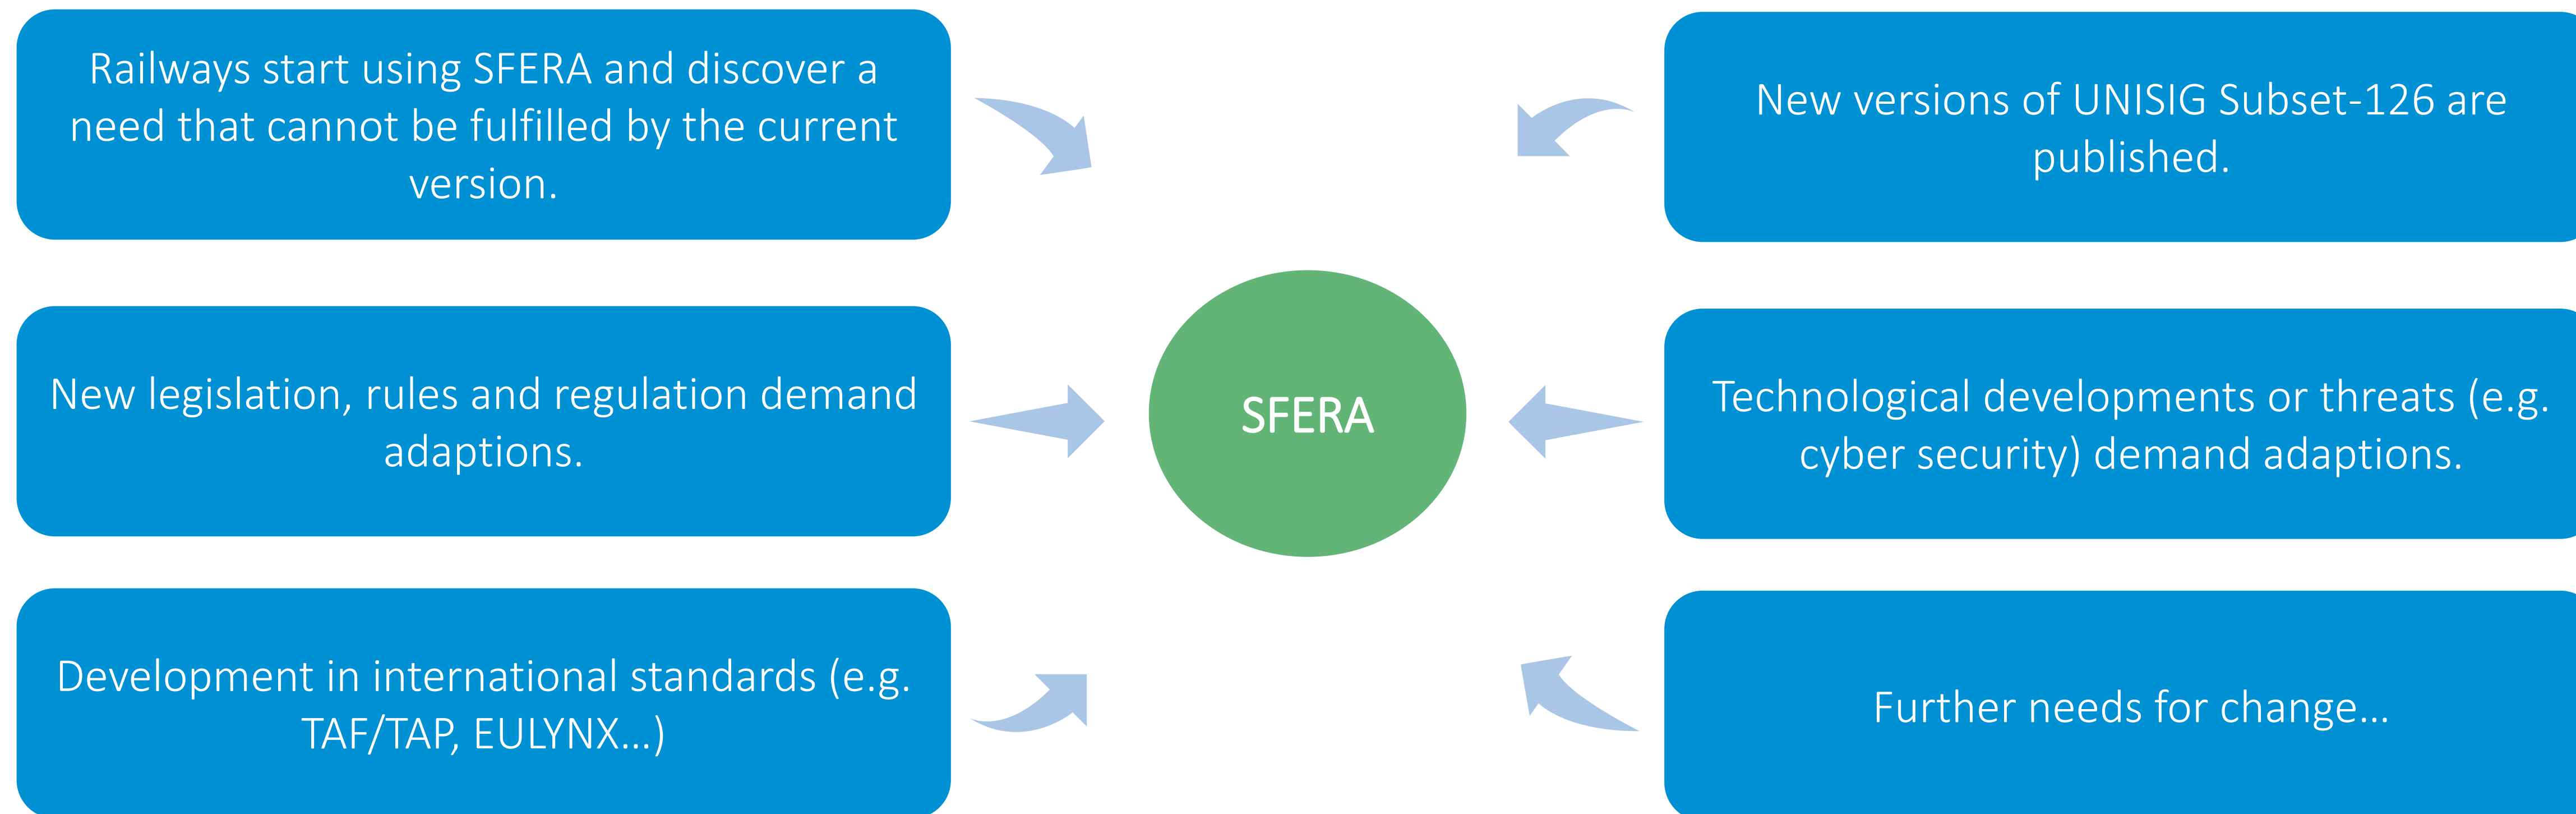 Railways start using SFERA and discover a
need that cannot be fulfilled by the current
version.
New legislation, rules and regulation demand
adaptions.
Development in international standards (e.g.
TAF/TAP, EULYNX…)
SFERA
New versions of UNISIG Subset-126 are
published.
Technological developments or threats (e.g.
cyber security) demand adaptions.
Further needs for change…